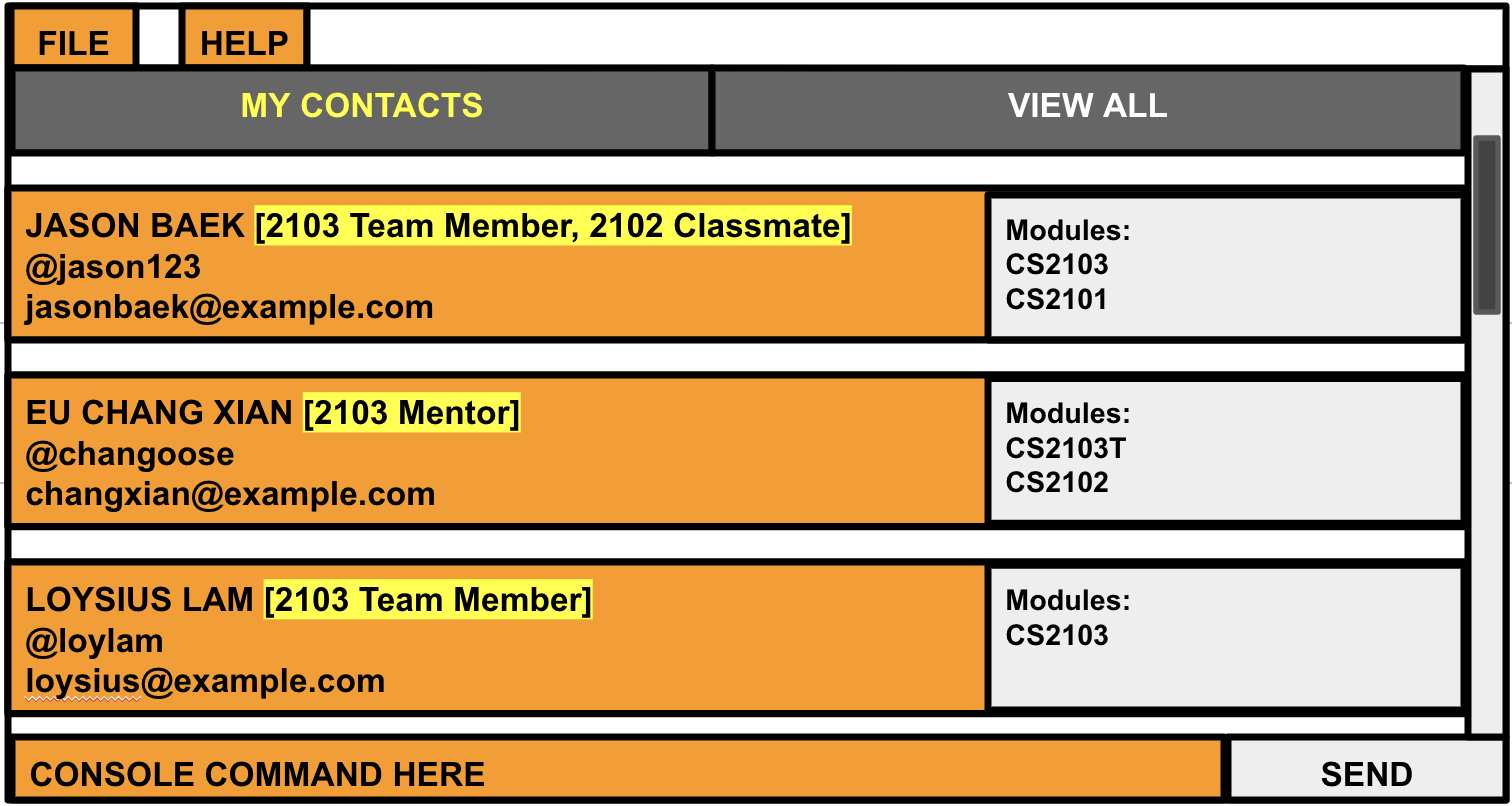 FILE HELP
MY CONTACTS VIEW ALL
JASON BAEK [2103 Team Member, 2102 Classmate]
@jason123
jasonbaek@example.com
Modules:
CS2103
CS2101
EU CHANG XIAN [2103 Mentor]
@changoose
changxian@example.com
Modules:
CS2103T
CS2102
LOYSIUS LAM [2103 Team Member]
@loylam
loysius@example.com
Modules:
CS2103
CONSOLE COMMAND HERE SEND